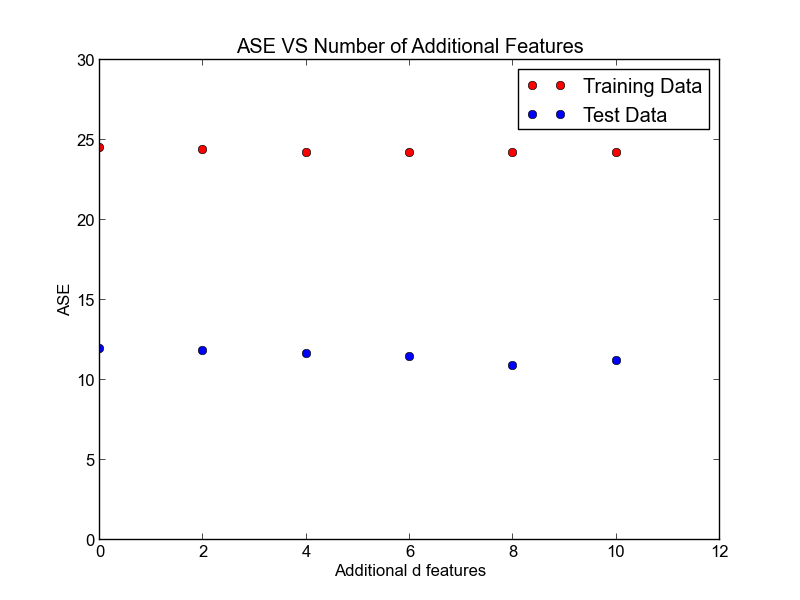 ASE VS Number of Additional Features
Training Data
Test Data
30
25
20
15
10
5
0
ASE
0 2 4 6 8 10 12
Additional d features